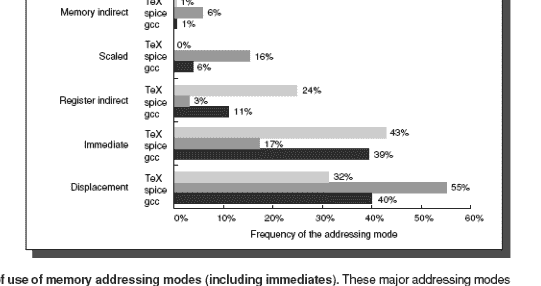 TeX 1%
Memory indirect spice 6%
gcc 1%
TeX 0%
Scaled spice 16%
gcc 6%
TeX 24%
Register indirect spice 3%
gcc 11%
TeX 43%
Immediate spice 17%
gcc 39%
TeX 32%
Displacement spice 55%
gcc 40%
0% 10% 20% 30% 40% 50% 60%
Frequency of the addressing mode
of use of memory addressing modes (including immediates). These major addressing modes